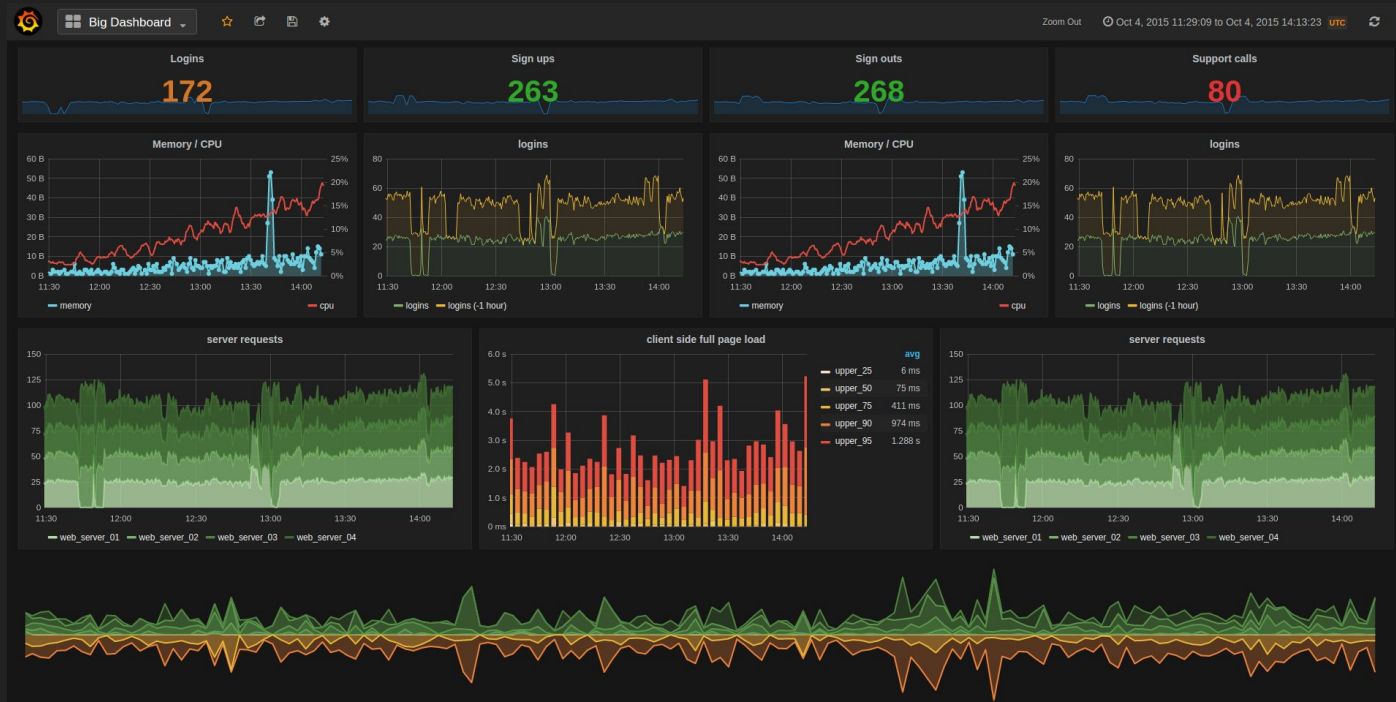 Big Dashboard
Zoom Out
Oct 4, 2015 11:29:09 to Oct 4, 2015 14:13:23 UTC
Logins
172
Sign ups
263
Sign outs
268
Support calls
80
Memory / CPU
60 B
50 B
40 B
30 B
20 B
10 B
0 B
25%
20%
15%
10%
5%
0%
11:30 12:00 12:30 13:00 13:30 14:00
memory cpu
logins
80
60
40
20
0
11:30 12:00 12:30 13:00 13:30 14:00
logins logins (-1 hour)
Memory / CPU
60 B
50 B
40 B
30 B
20 B
10 B
0 B
25%
20%
15%
10%
5%
0%
11:30 12:00 12:30 13:00 13:30 14:00
memory cpu
logins
80
60
40
20
0
11:30 12:00 12:30 13:00 13:30 14:00
logins logins (-1 hour)
server requests
150
125
100
75
50
25
0
11:30 12:00 12:30 13:00 13:30 14:00
web_server_01 web_server_02 web_server_03 web_server_04
client side full page load
6.0 s
5.0 s
4.0 s
3.0 s
2.0 s
1.0 s
0 ms
11:30 12:00 12:30 13:00 13:30 14:00
avg
upper_25 6 ms
upper_50 75 ms
upper_75 411 ms
upper_90 974 ms
upper_95 1.288 s
server requests
150
125
100
75
50
25
0
11:30 12:00 12:30 13:00 13:30 14:00
web_server_01 web_server_02 web_server_03 web_server_04